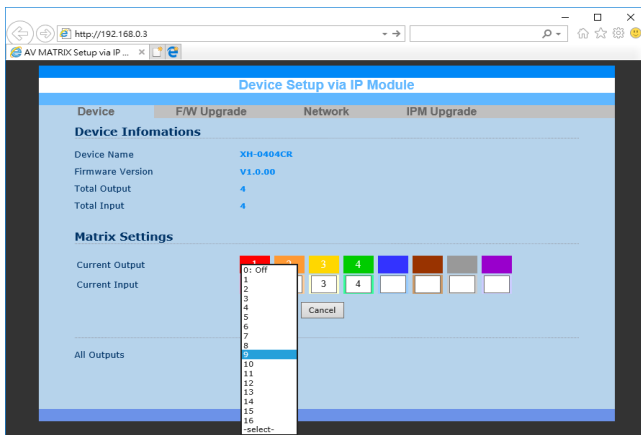 http://192.168.0.3
AV MATRIX Setup via IP ...
Device Setup via IP Module
Device F/W Upgrade Network IPM Upgrade
Device Infomations
Device Name XH-0404CR
Firmware Version V1.0.00
Total Output 4
Total Input 4
Matrix Settings
Current Output 1 2 3 4
Current Input 3 4
Cancel
All Outputs
0: Off
1
2
3
4
5
6
7
8
9
10
11
12
13
14
15
16
-select-